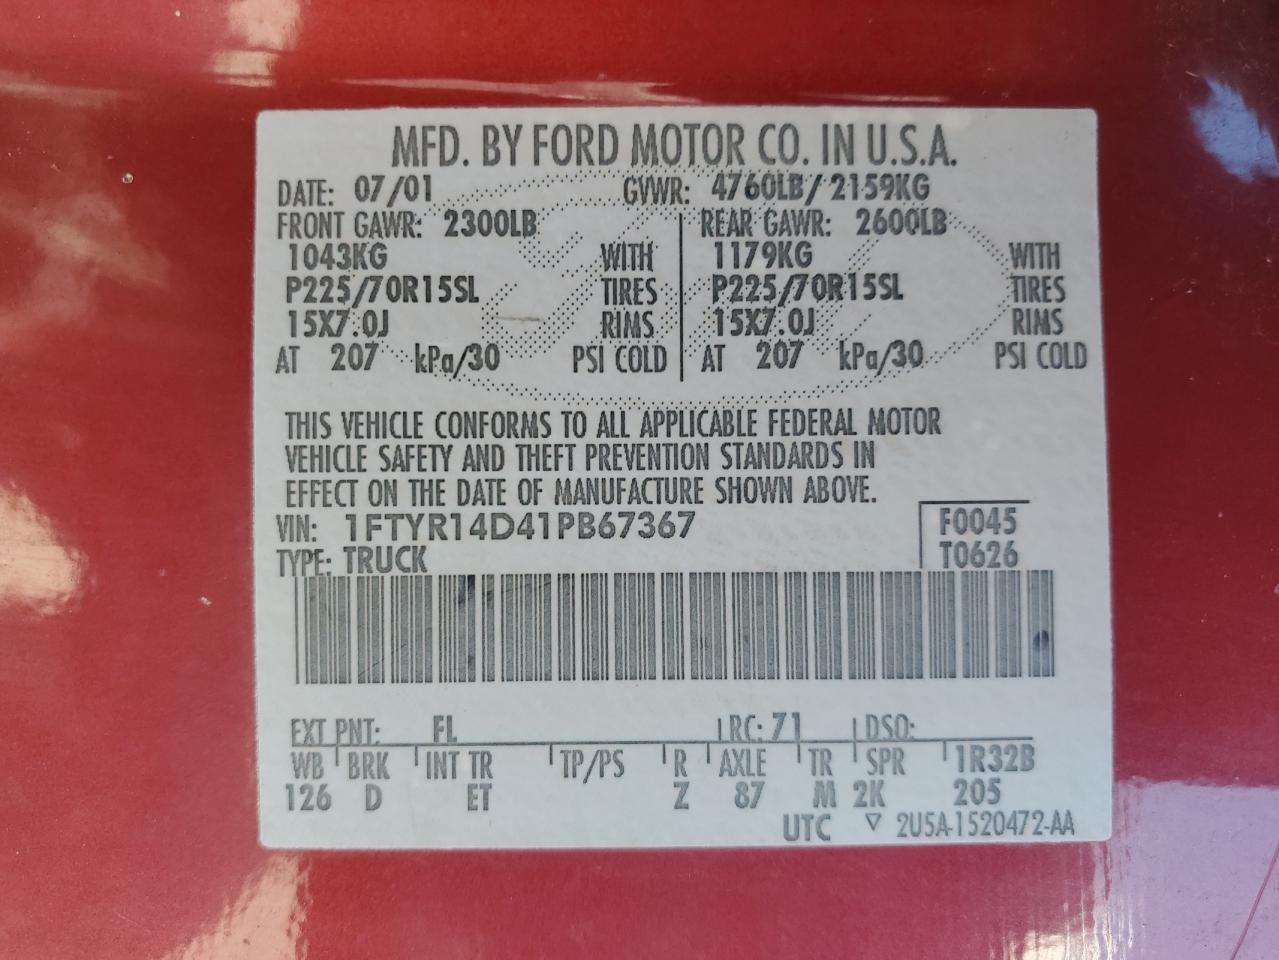 MFD. BY FORD MOTOR CO. IN U.S.A.
DATE: 07/01 GVWR: 4760LB/2159KG
FRONT GAWR: 2300LB REAR GAWR: 2600LB
1043KG WITH 1179KG WITH
P225/70R15SL TIRES P225/70R15SL TIRES
15X7.0J RIMS 15X7.0J RIMS
AT 207 kPa/30 PSI COLD AT 207 kPa/30 PSI COLD
THIS VEHICLE CONFORMS TO ALL APPLICABLE FEDERAL MOTOR
VEHICLE SAFETY AND THEFT PREVENTION STANDARDS IN
EFFECT ON THE DATE OF MANUFACTURE SHOWN ABOVE.
VIN: 1FTYR14D41PB67367 F0045
TYPE: TRUCK T0626
EXT PNT: FL RC: 71 DSO:
WB BRK INT TR TP/PS R AXLE TR SPR 1R32B
126 D ET Z 87 M 2K 205
UTC ▽ 2U5A-1520472-AA